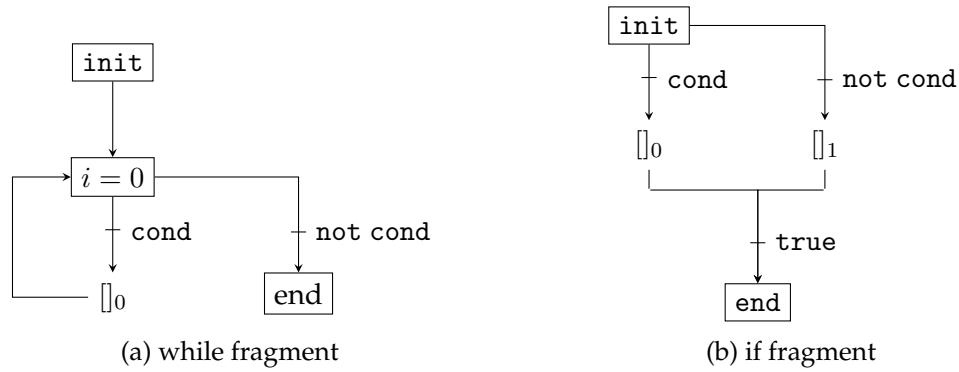 init
i = 0
cond
not cond
[]0
end
(a) while fragment
init
cond
not cond
[]0
[]1
true
end
(b) if fragment